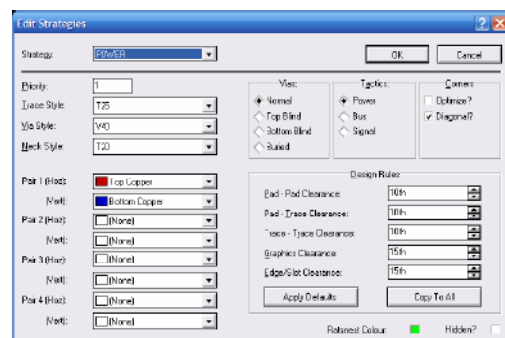 Edit Strategies
Strategy: POWER OK Cancel
Priority: 1
Trace Style: T25
Via Style: V40
Neck Style: T20
Vias: Tactics: Corners
Normal Power Optimize?
Top Blind Bus Diagonal?
Bottom Blind Signal
Buried
Pair 1 (Hoz): Top Copper
(Vert): Bottom Copper
Pair 2 (Hoz): (None)
(Vert): (None)
Pair 3 (Hoz): (None)
(Vert): (None)
Pair 4 (Hoz): (None)
(Vert): (None)
Design Rules
Pad - Pad Clearance: 10th
Pad - Trace Clearance: 10th
Trace - Trace Clearance: 10th
Graphics Clearance: 15th
Edge/Slot Clearance: 15th
Apply Defaults Copy To All
Ratsnest Colour: Hidden?